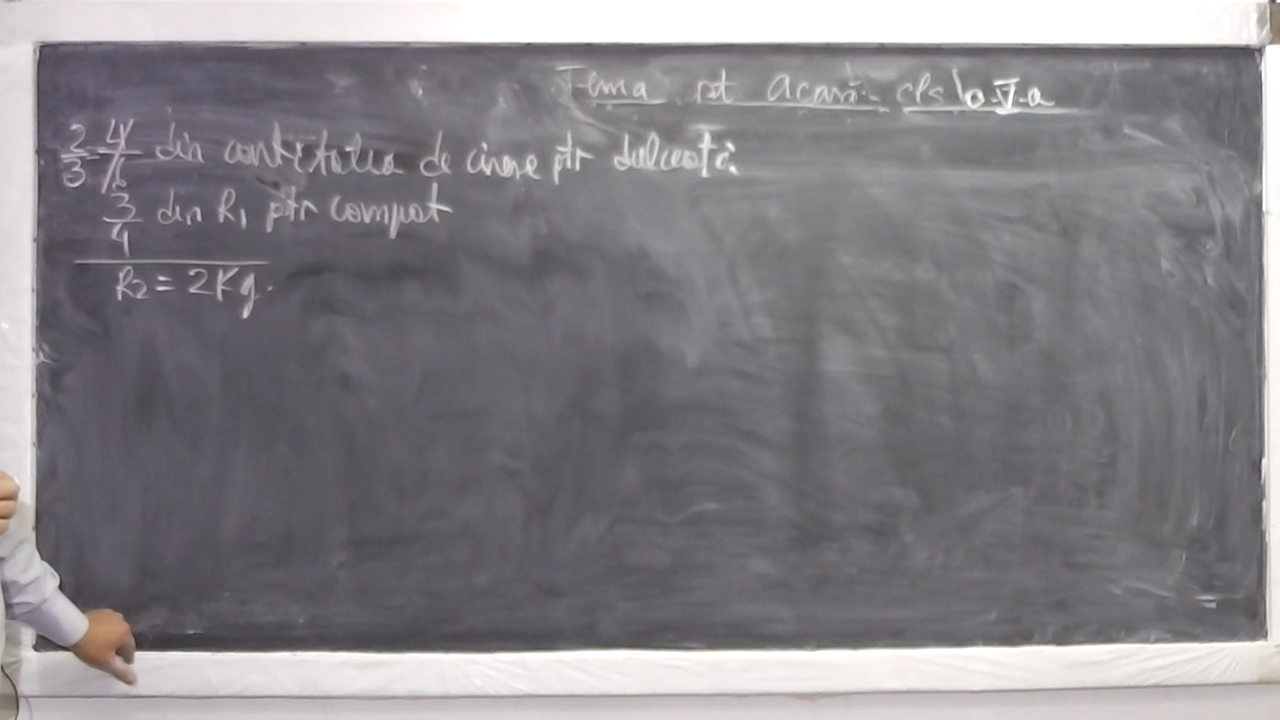 Tema pt acasă cls a V-a
2/3 = 4/6 din cantitatea de cireșe ptr dulceață.
3/4 din R1 ptr compot
R2 = 2Kg.